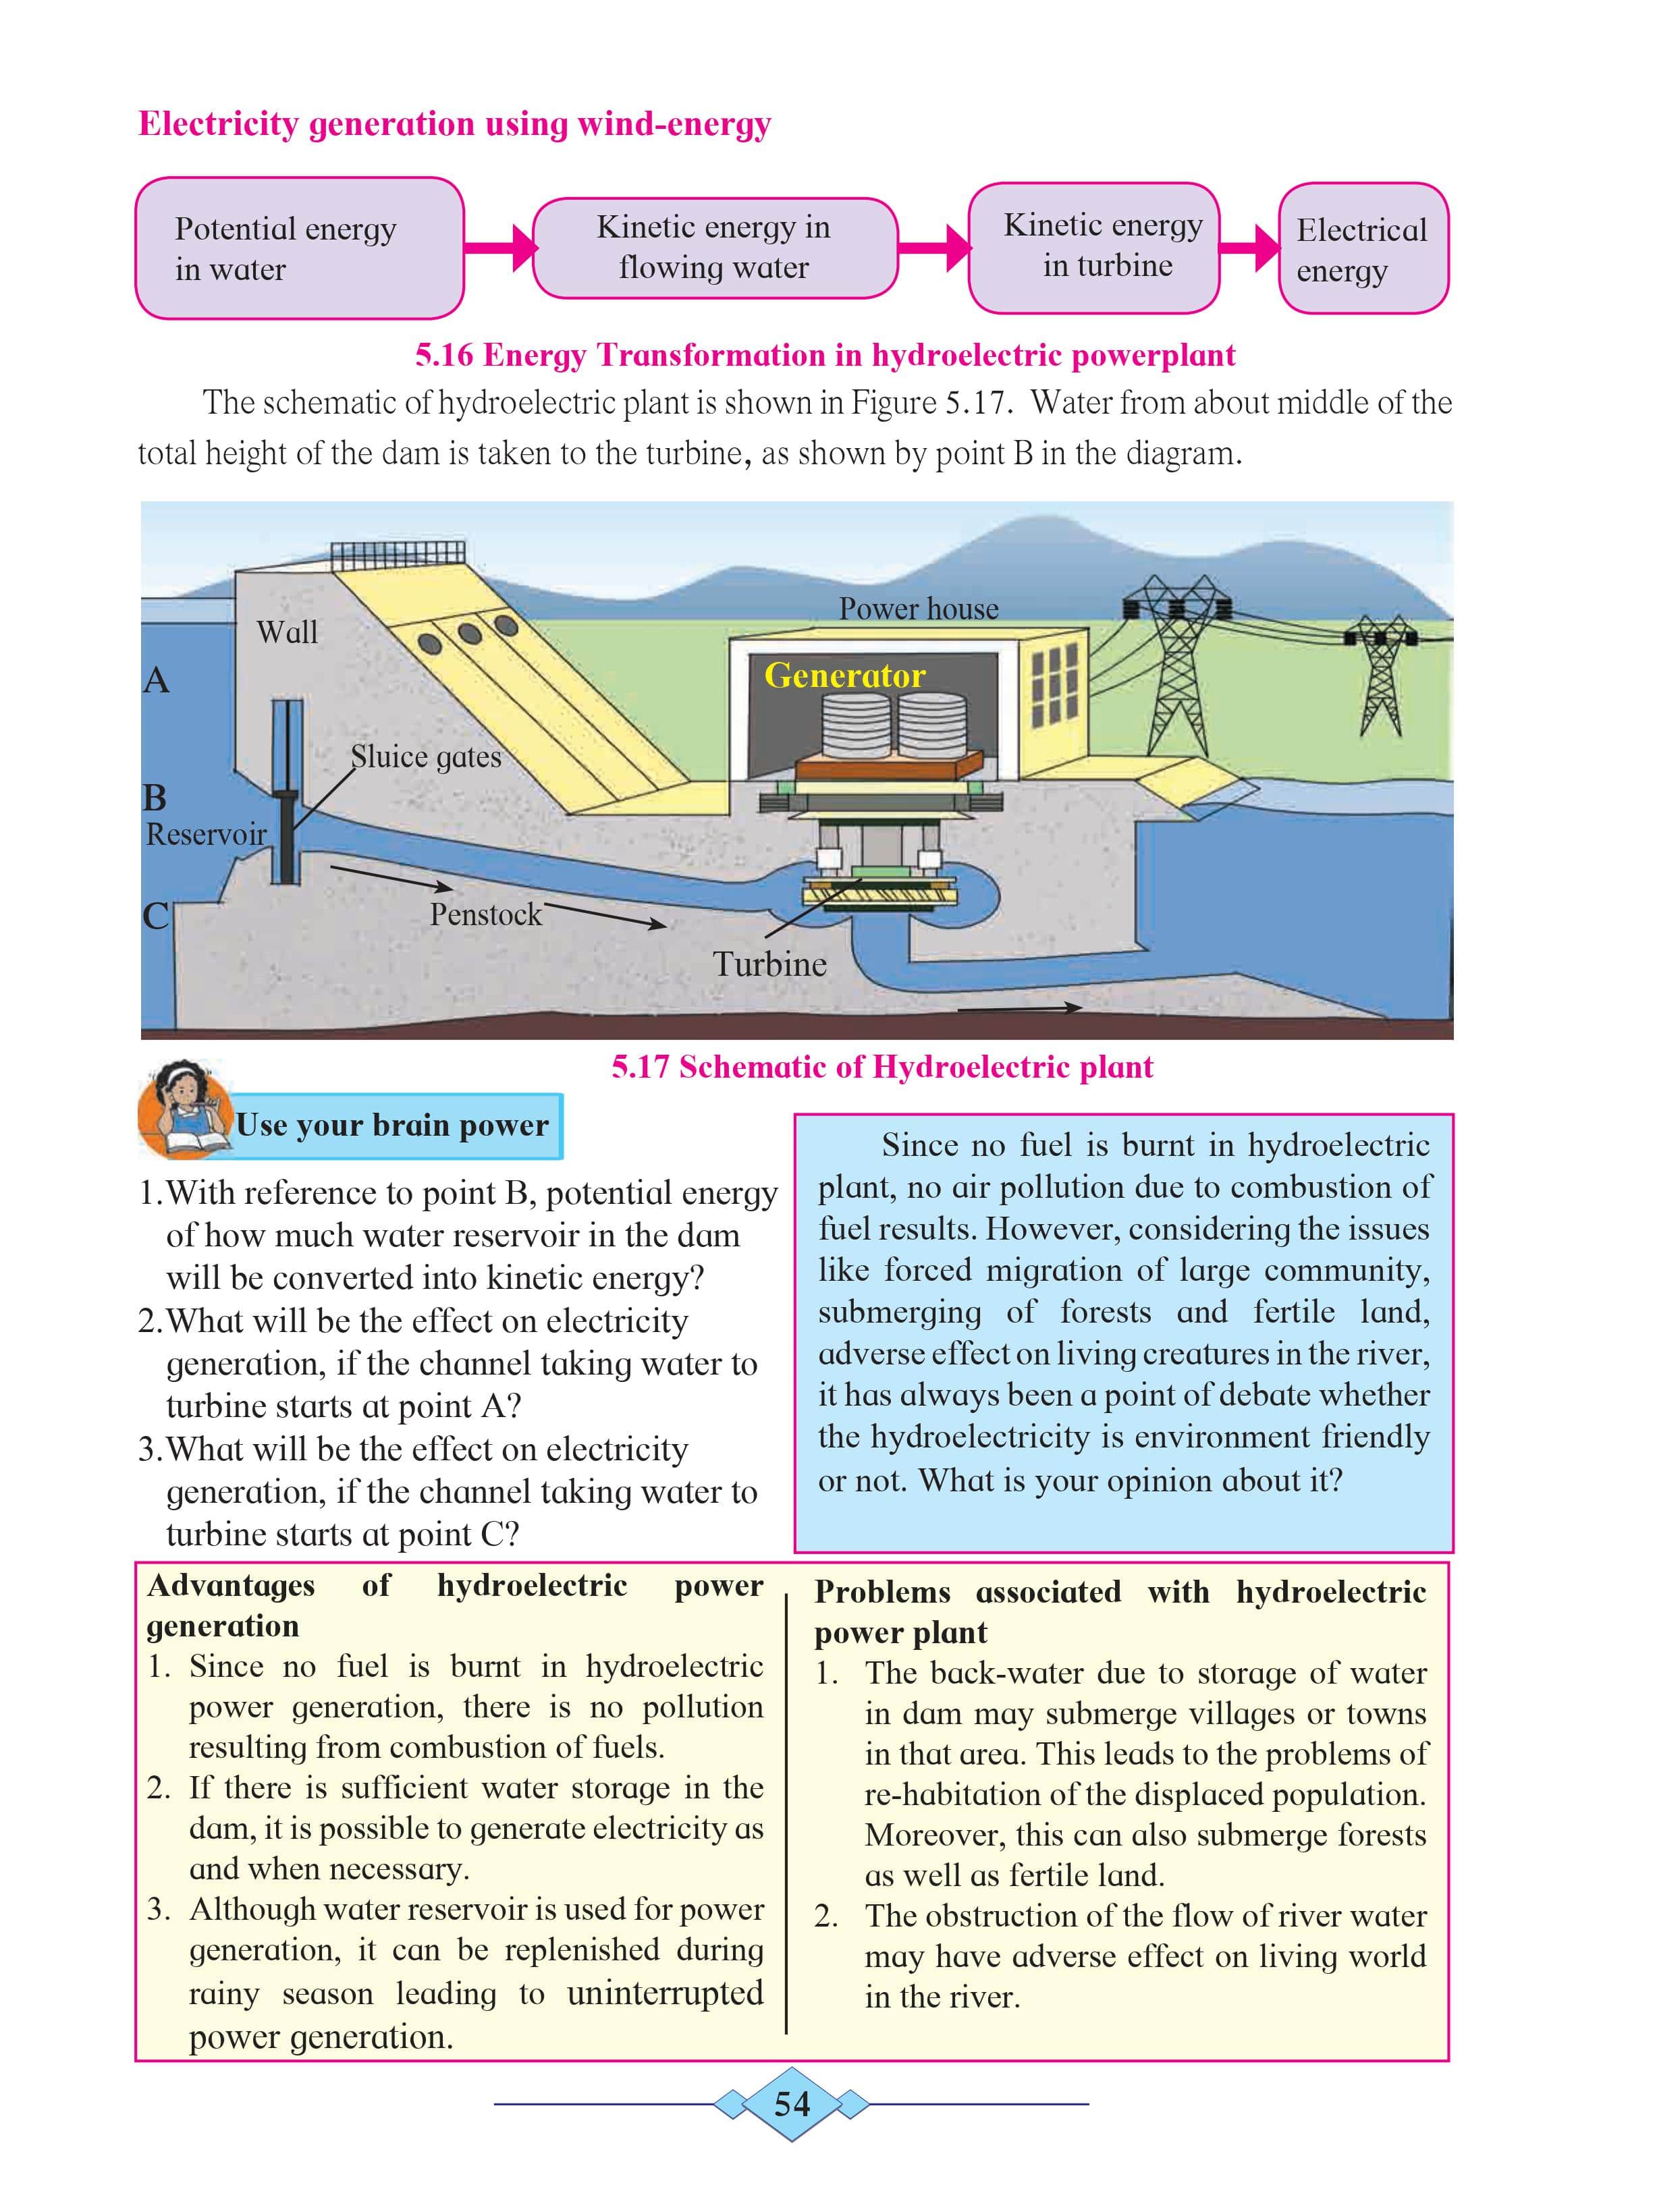 Electricity generation using wind-energy
Potential energy
in water
Kinetic energy in
flowing water
Kinetic energy
in turbine
Electrical
energy
5.16 Energy Transformation in hydroelectric powerplant
The schematic of hydroelectric plant is shown in Figure 5.17. Water from about middle of the
total height of the dam is taken to the turbine, as shown by point B in the diagram.
Power house
Wall
Generator
A
Sluice gates
B
Reservoir
C
Penstock
Turbine
5.17 Schematic of Hydroelectric plant
Use your brain power
1.With reference to point B, potential energy
of how much water reservoir in the dam
will be converted into kinetic energy?
2.What will be the effect on electricity
generation, if the channel taking water to
turbine starts at point A?
3.What will be the effect on electricity
generation, if the channel taking water to
turbine starts at point C?
Since no fuel is burnt in hydroelectric
plant, no air pollution due to combustion of
fuel results. However, considering the issues
like forced migration of large community,
submerging of forests and fertile land,
adverse effect on living creatures in the river,
it has always been a point of debate whether
the hydroelectricity is environment friendly
or not. What is your opinion about it?
Advantages of hydroelectric power
generation
1. Since no fuel is burnt in hydroelectric
power generation, there is no pollution
resulting from combustion of fuels.
2. If there is sufficient water storage in the
dam, it is possible to generate electricity as
and when necessary.
3. Although water reservoir is used for power
generation, it can be replenished during
rainy season leading to uninterrupted
power generation.
Problems associated with hydroelectric
power plant
1. The back-water due to storage of water
in dam may submerge villages or towns
in that area. This leads to the problems of
re-habitation of the displaced population.
Moreover, this can also submerge forests
as well as fertile land.
2. The obstruction of the flow of river water
may have adverse effect on living world
in the river.
54